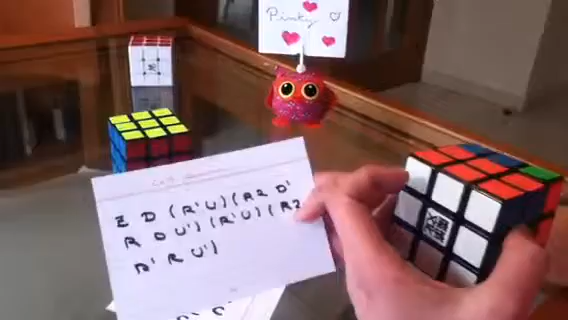 Pinky
Z D (R' U) (R2 D'
R D U') (R' U) (R2
D' R U')